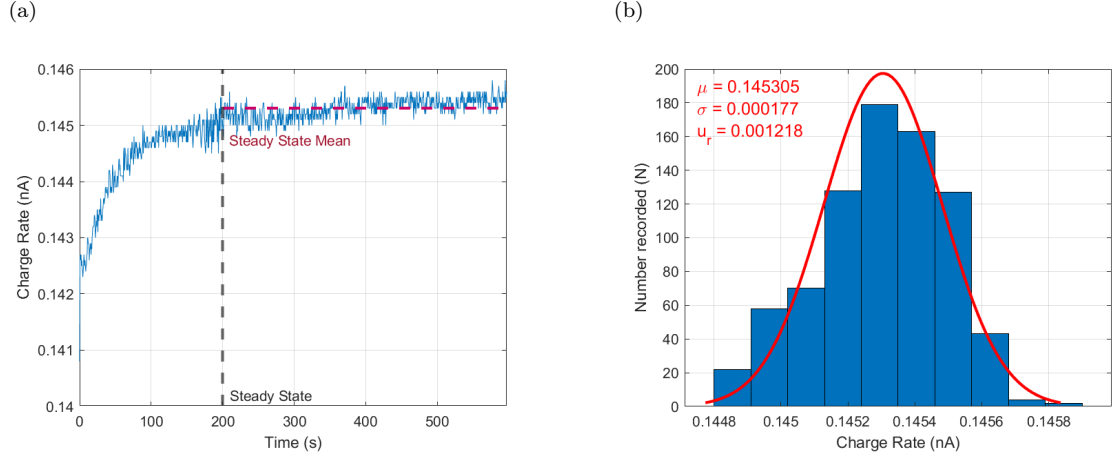 (a)
0.146
0.145
0.144
0.143
0.142
0.141
0.14
Charge Rate (nA)
Steady State Mean
Steady State
0 100 200 300 400 500
Time (s)
(b)
200
180
160
140
120
100
80
60
40
20
0
Number recorded (N)
μ = 0.145305
σ = 0.000177
u_r = 0.001218
0.1448 0.145 0.1452 0.1454 0.1456 0.1458
Charge Rate (nA)